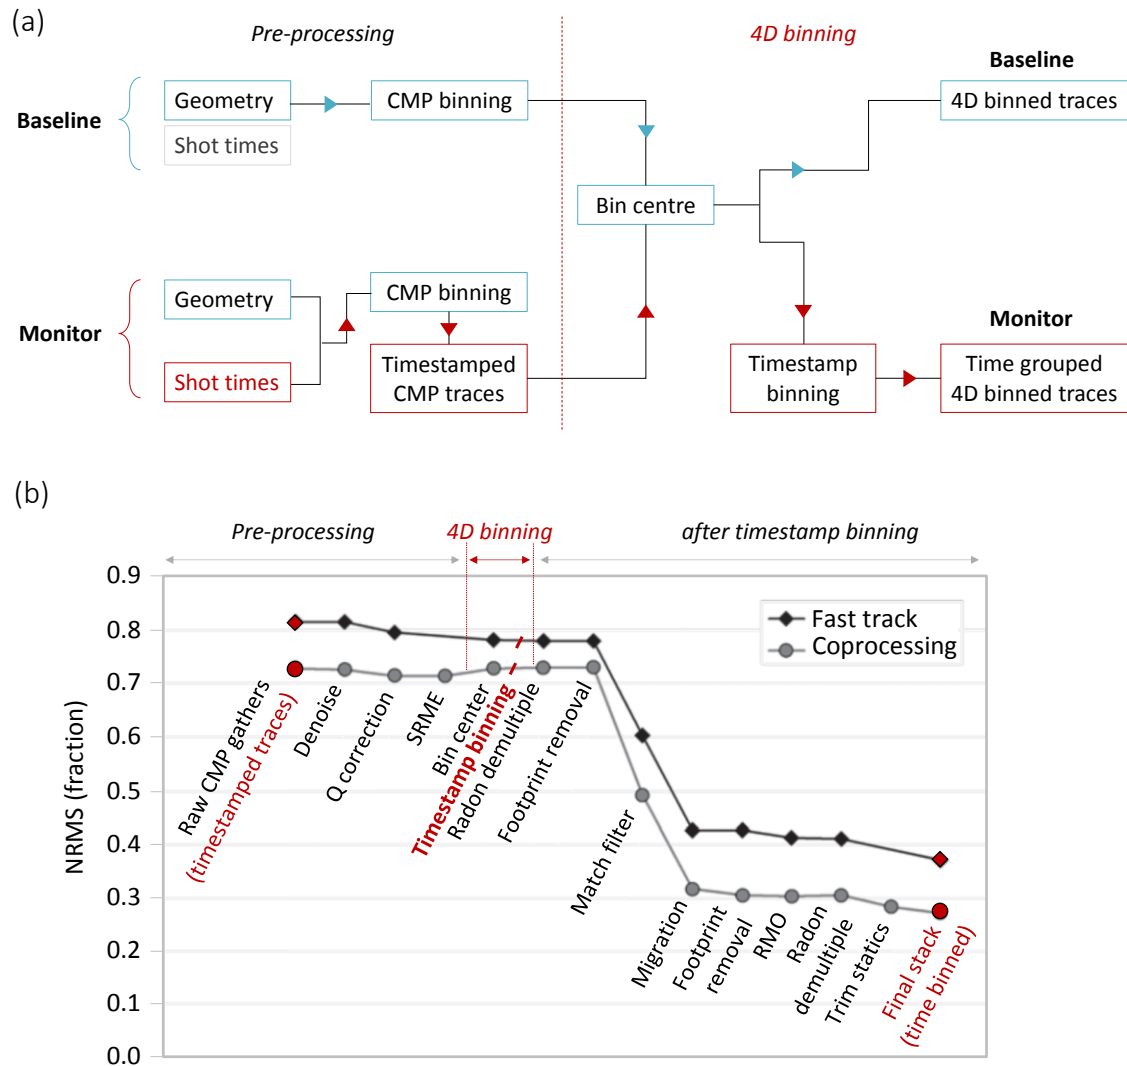 (a)
Pre-processing
4D binning
Baseline
Geometry
Shot times
CMP binning
Bin centre
Baseline
4D binned traces
Monitor
Geometry
Shot times
CMP binning
Timestamped
CMP traces
Timestamp
binning
Monitor
Time grouped
4D binned traces
(b)
Pre-processing
4D binning
after timestamp binning
NRMS (fraction)
0.9
0.8
0.7
0.6
0.5
0.4
0.3
0.2
0.1
0.0
Fast track
Coprocessing
Raw CMP gathers
(timestamped traces)
Denoise
Q correction
SRME
Bin center
Timestamp binning
Radon demultiple
Footprint removal
Match filter
Migration
Footprint
removal
RMO
Radon
demultiple
Trim statics
Final stack
(time binned)